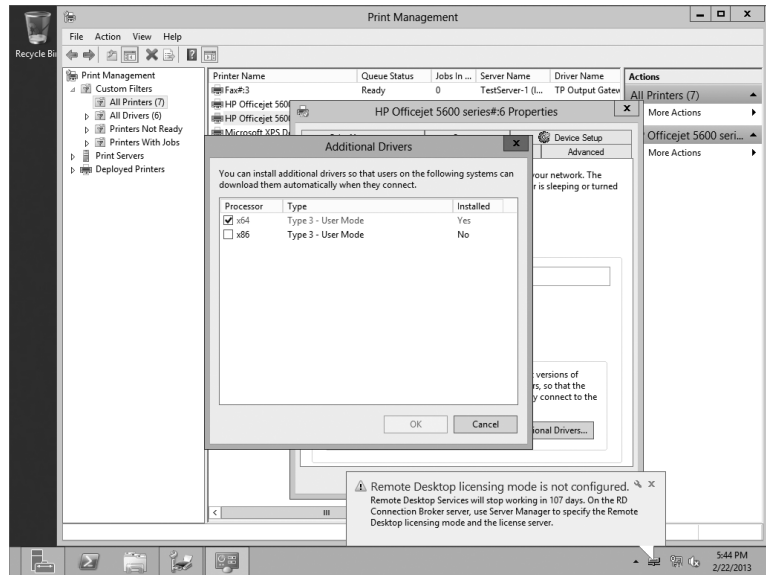 Recycle Bi
Print Management
File Action View Help
Print Management
Custom Filters
All Printers (7)
All Drivers (6)
Printers Not Ready
Printers With Jobs
Print Servers
Deployed Printers
Printer Name Queue Status Jobs In ... Server Name Driver Name
Fax#:3 Ready 0 TestServer-1 (l... TP Output Gatew
HP Officejet 560
HP Officejet 560
Microsoft XPS D
Actions
All Printers (7)
More Actions
Officejet 5600 seri...
More Actions
HP Officejet 5600 series#:6 Properties
Device Setup
Advanced
your network. The
r is sleeping or turned
versions of
rs, so that the
y connect to the
ional Drivers...
Additional Drivers
You can install additional drivers so that users on the following systems can
download them automatically when they connect.
Processor Type Installed
x64 Type 3 - User Mode Yes
x86 Type 3 - User Mode No
OK Cancel
Remote Desktop licensing mode is not configured.
Remote Desktop Services will stop working in 107 days. On the RD
Connection Broker server, use Server Manager to specify the Remote
Desktop licensing mode and the license server.
5:44 PM
2/22/2013